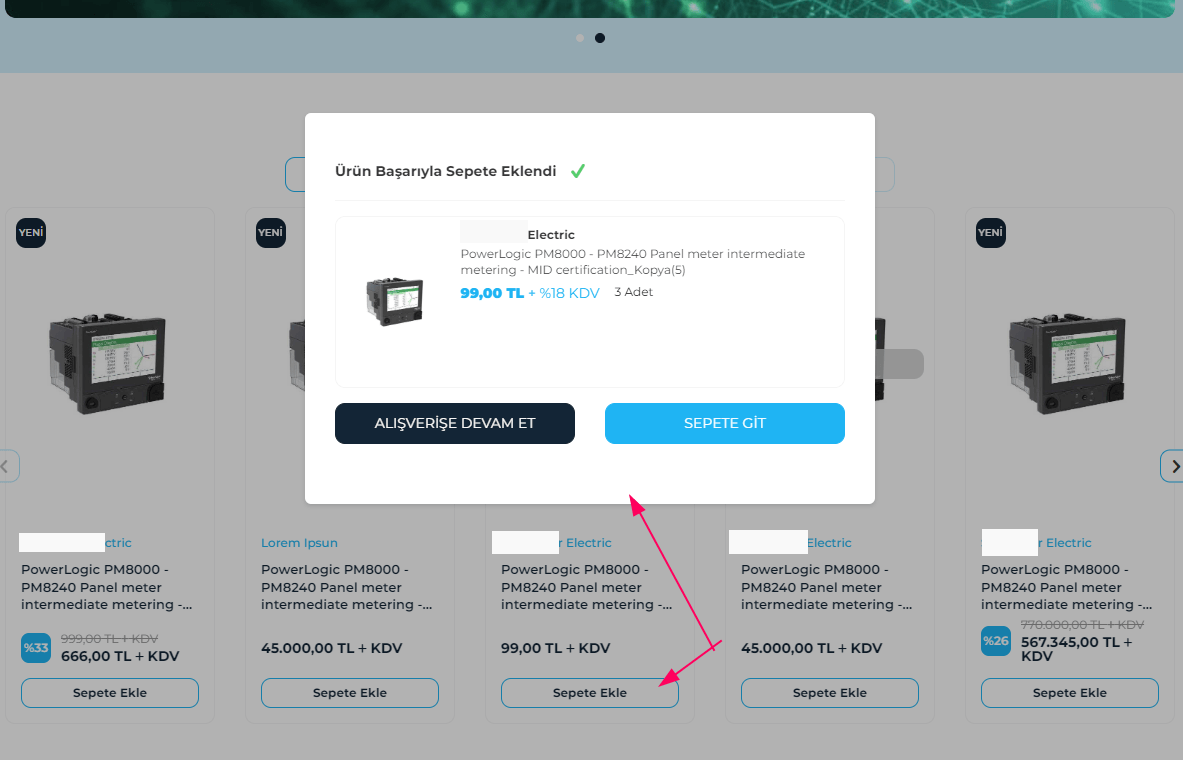 Ürün Başarıyla Sepete Eklendi
Electric
PowerLogic PM8000 - PM8240 Panel meter intermediate
metering - MID certification_Kopya(5)
99,00 TL + %18 KDV 3 Adet
ALIŞVERİŞE DEVAM ET
SEPETE GİT
YENİ
ctric
PowerLogic PM8000 -
PM8240 Panel meter
intermediate metering -...
%33
999,00 TL + KDV
666,00 TL + KDV
Sepete Ekle
YENİ
Lorem Ipsun
PowerLogic PM8000 -
PM8240 Panel meter
intermediate metering -...
45.000,00 TL + KDV
Sepete Ekle
r Electric
PowerLogic PM8000 -
PM8240 Panel meter
intermediate metering -...
99,00 TL + KDV
Sepete Ekle
Electric
PowerLogic PM8000 -
PM8240 Panel meter
intermediate metering -...
45.000,00 TL + KDV
Sepete Ekle
YENİ
r Electric
PowerLogic PM8000 -
PM8240 Panel meter
intermediate metering -...
%26
770.000,00 TL + KDV
567.345,00 TL +
KDV
Sepete Ekle